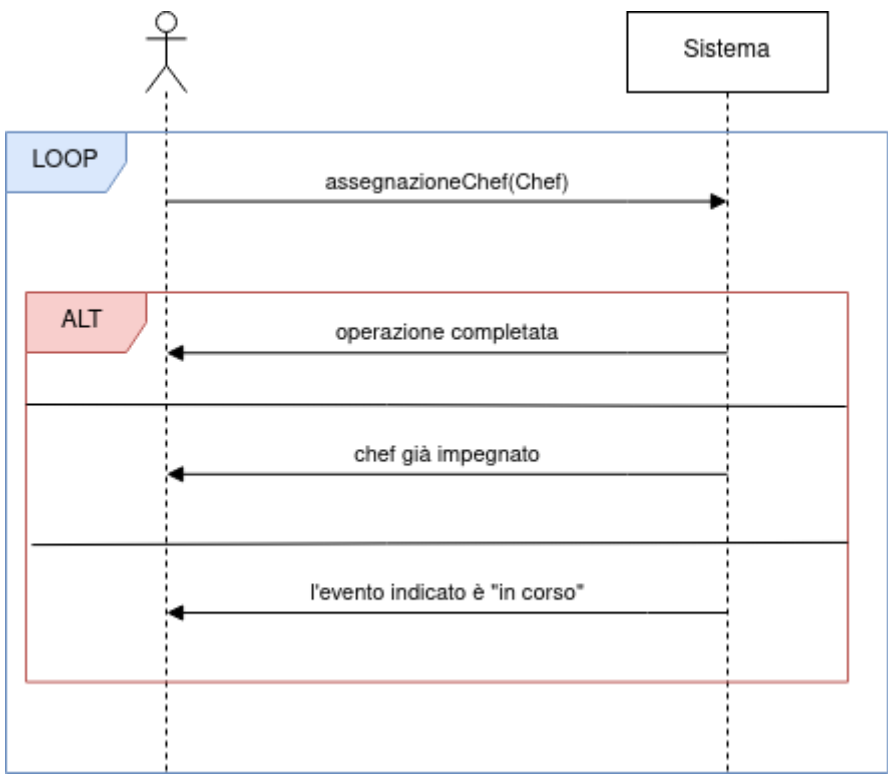 Sistema
LOOP
assegnazioneChef(Chef)
ALT
operazione completata
chef già impegnato
l'evento indicato è "in corso"